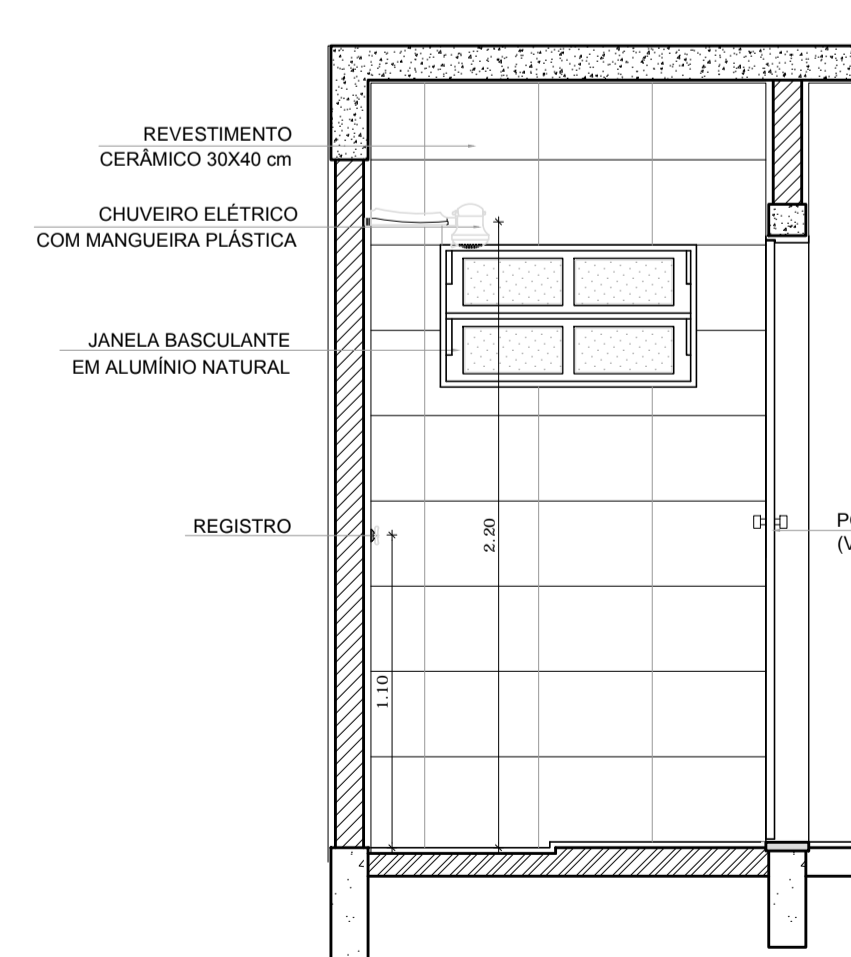 REVESTIMENTO
CERÂMICO 30X40 cm
CHUVEIRO ELÉTRICO
COM MANGUEIRA PLÁSTICA
JANELA BASCULANTE
EM ALUMÍNIO NATURAL
REGISTRO
2.20
1.10